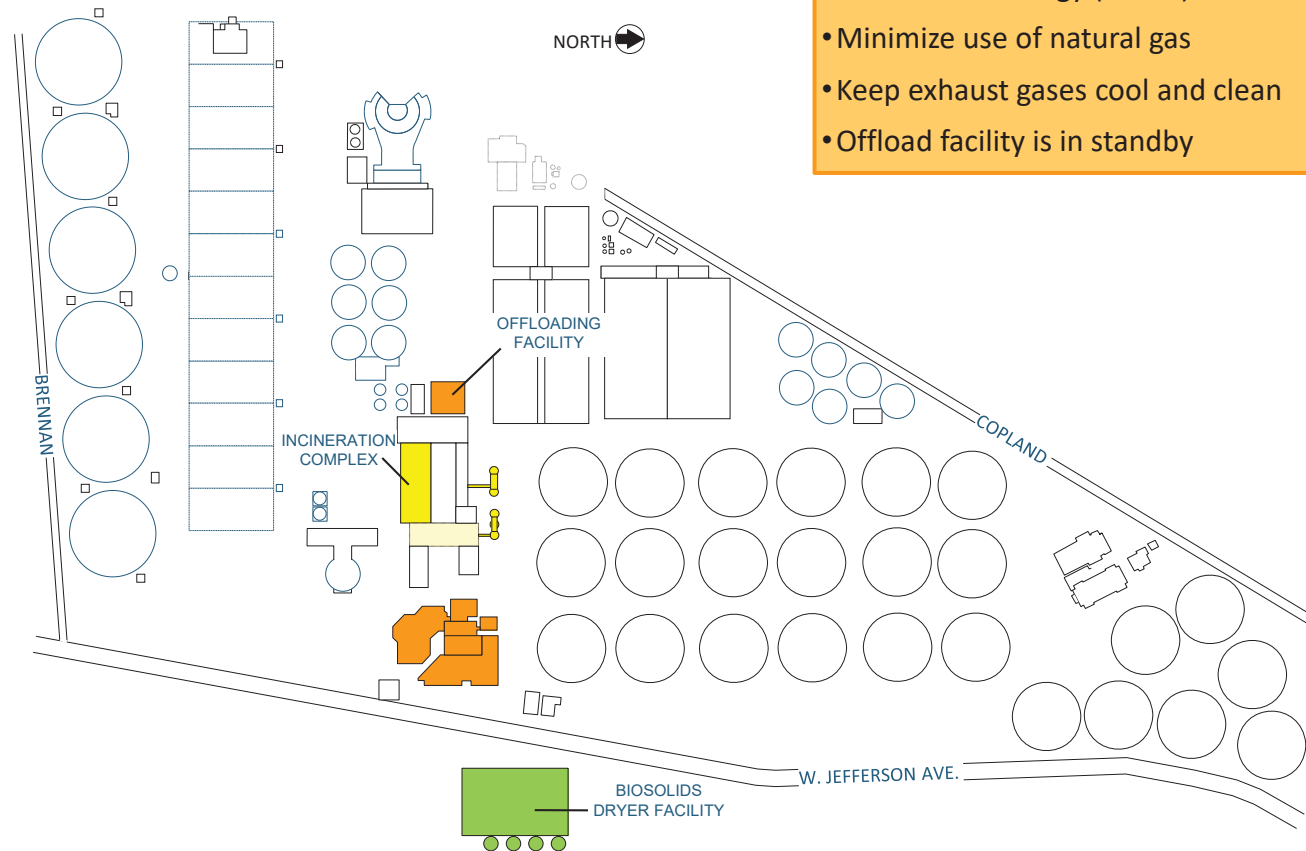 • Minimize use of natural gas
• Keep exhaust gases cool and clean
• Offload facility is in standby
NORTH
OFFLOADING
FACILITY
BRENNAN
INCINERATION
COMPLEX
COPLAND
W. JEFFERSON AVE.
BIOSOLIDS
DRYER FACILITY